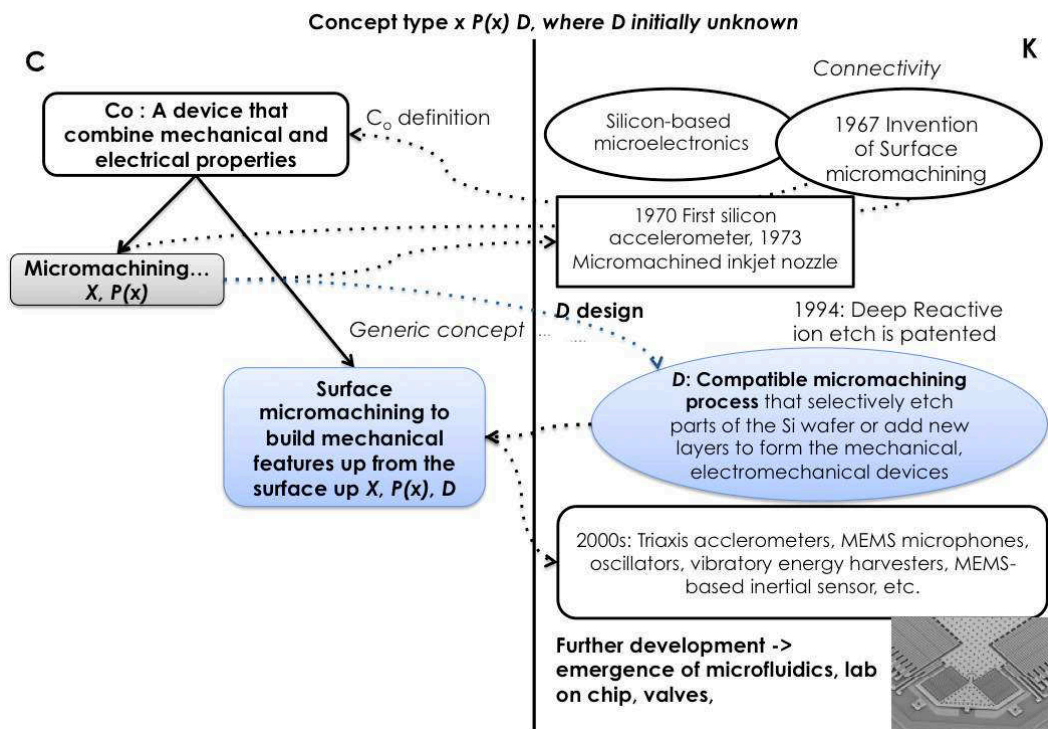 Concept type x P(x) D, where D initially unknown
C
K
Co : A device that
combine mechanical and
electrical properties
Co definition
Connectivity
Silicon-based
microelectronics
1967 Invention
of Surface
micromachining
1970 First silicon
accelerometer, 1973
Micromachined inkjet nozzle
Micromachining…
X, P(x)
Generic concept ...
....
D design
1994: Deep Reactive
ion etch is patented
Surface
micromachining to
build mechanical
features up from the
surface up X, P(x), D
D: Compatible micromachining
process that selectively etch
parts of the Si wafer or add new
layers to form the mechanical,
electromechanical devices
2000s: Triaxis acclerometers, MEMS microphones,
oscillators, vibratory energy harvesters, MEMS-
based inertial sensor, etc.
Further development ->
emergence of microfluidics, lab
on chip, valves,